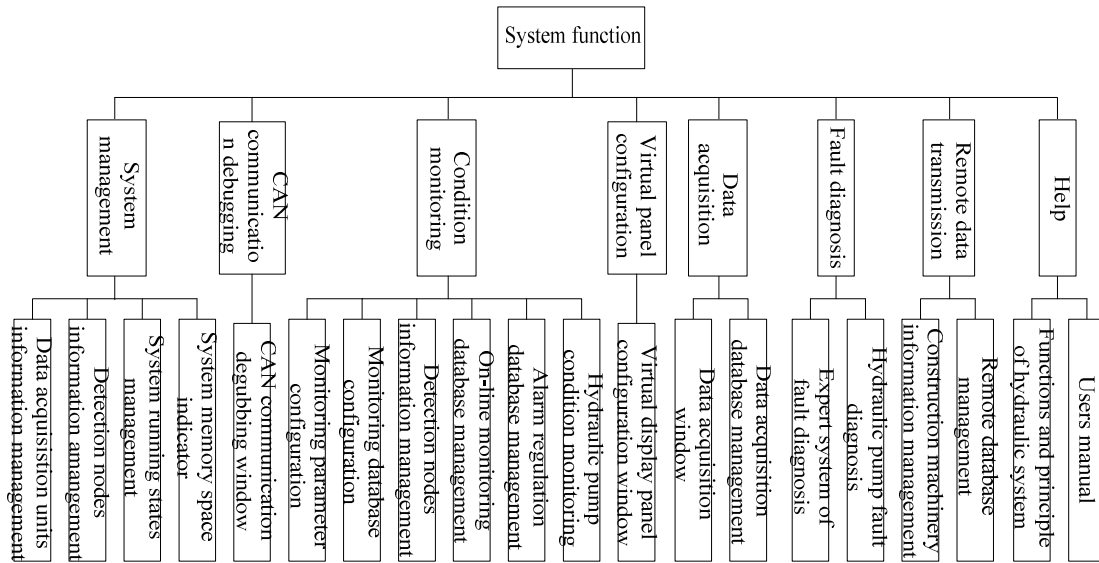 System function
System
management
CAN
communicatio
n debugging
Condition
monitoring
Virtual panel
configuration
Data
acquisition
Fault diagnosis
Remote data
transmission
Help
Data acquisition units
information management
Detection nodes
information amanagement
System running states
management
System memory space
indicator
CAN communication
degubbing window
Monitoring parameter
configuration
Monitoring database
configuration
Detection nodes
information management
On-line monitoring
database management
Alarm regulation
database management
Hydraulic pump
condition monitoring
Virtual display panel
configuration window
Data acquisition
window
Data acquisition
database management
Expert system of
fault diagnosis
Hydraulic pump fault
diagnosis
Construction machinery
information management
Remote database
management
Functions and principle
of hydraulic system
Users manual